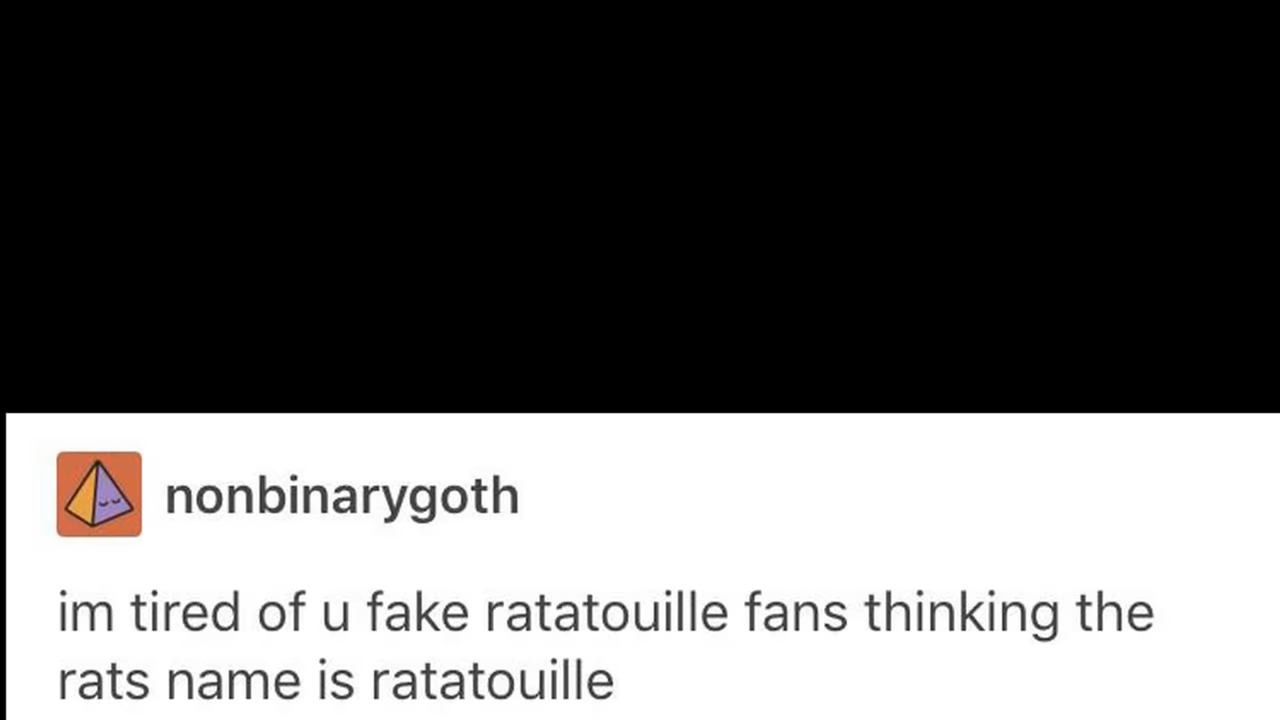 nonbinarygoth
im tired of u fake ratatouille fans thinking the
rats name is ratatouille